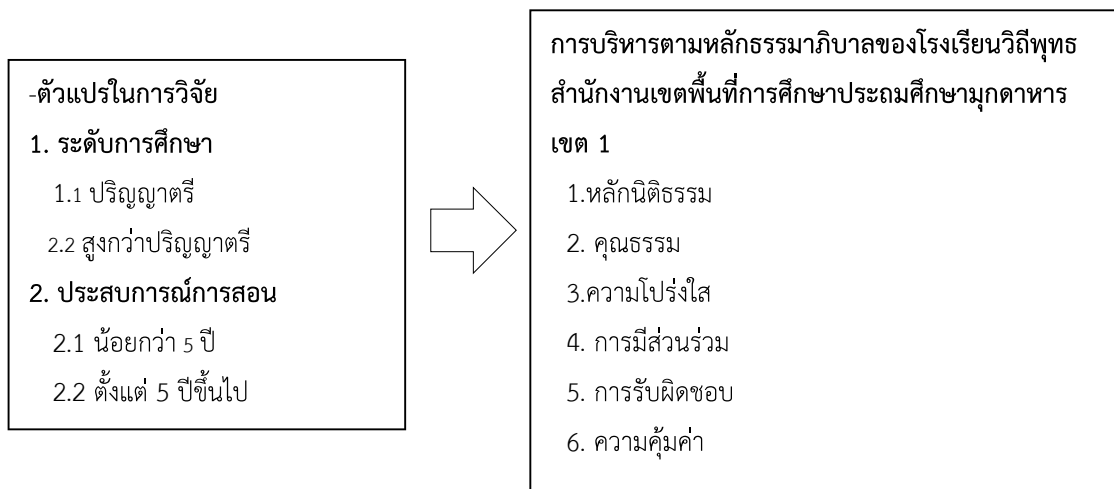 -ตัวแปรในการวิจัย
1. ระดับการศึกษา
1.1 ปริญญาตรี
2.2 สูงกว่าปริญญาตรี
2. ประสบการณ์การสอน
2.1 น้อยกว่า 5 ปี
2.2 ตั้งแต่ 5 ปีขึ้นไป
การบริหารตามหลักธรรมาภิบาลของโรงเรียนวิถีพุทธ
สำนักงานเขตพื้นที่การศึกษาประถมศึกษามุกดาหาร
เขต 1
1.หลักนิติธรรม
2. คุณธรรม
3.ความโปร่งใส
4. การมีส่วนร่วม
5. การรับผิดชอบ
6. ความคุ้มค่า